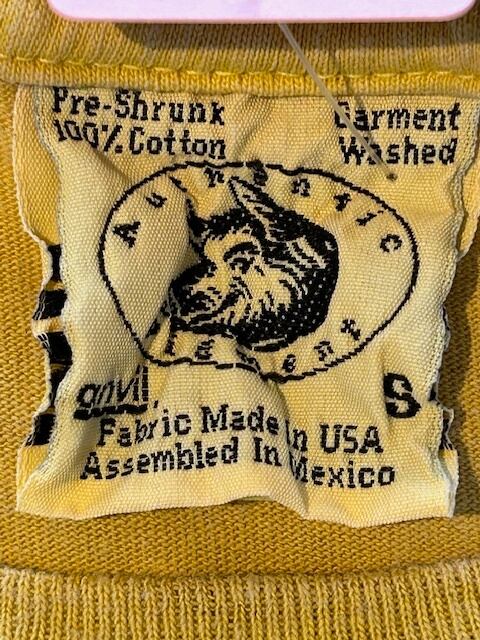 Pre-Shrunk
100% Cotton
Garment
Washed
Authentic
anvil
S
Fabric Made In USA
Assembled In Mexico